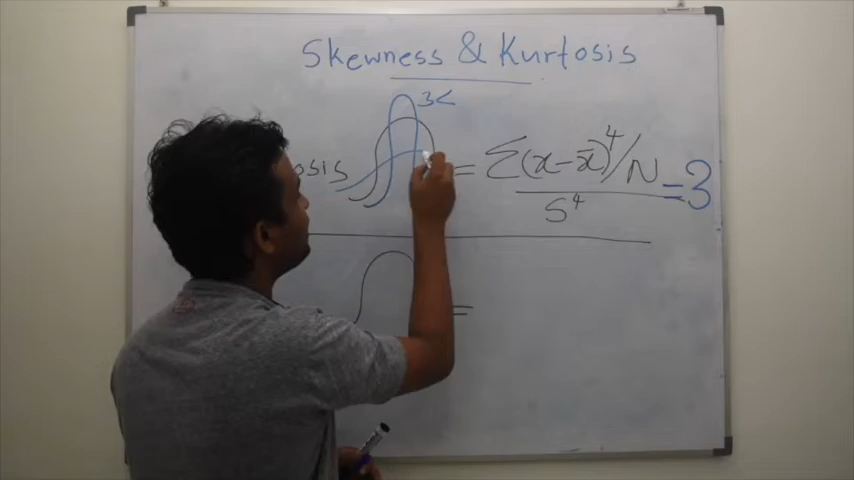 Skewness & Kurtosis
3<
osis = Σ(x-x̄)⁴/N = 3
S⁴
=